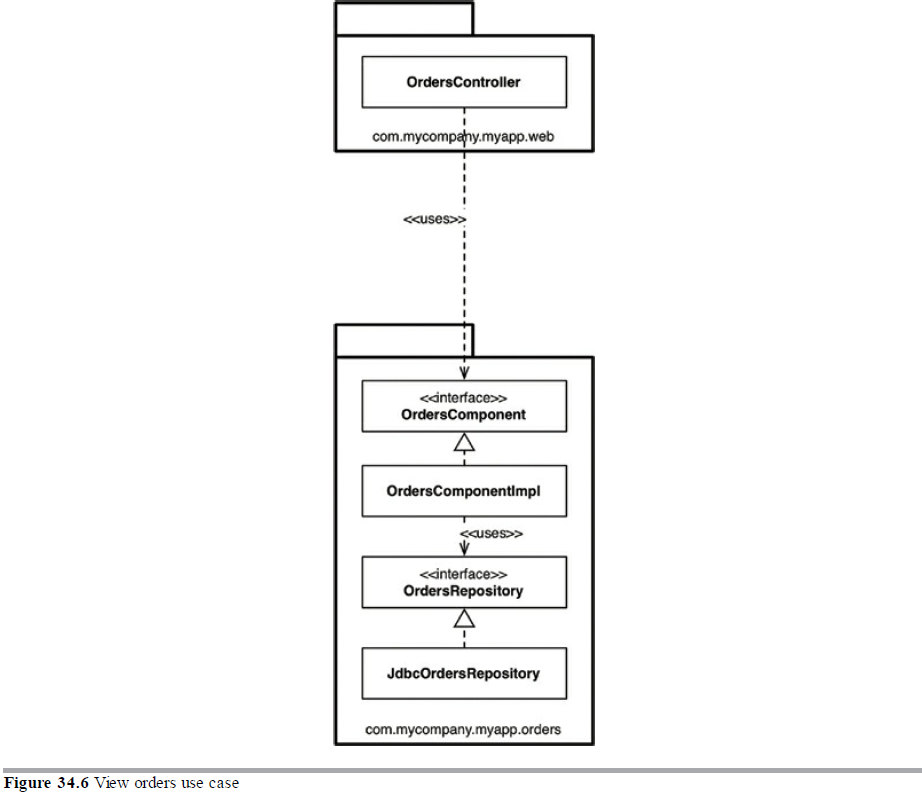 OrdersController
com.mycompany.myapp.web
<<uses>>
<<interface>>
OrdersComponent
OrdersComponentImpl
<<uses>>
<<interface>>
OrdersRepository
JdbcOrdersRepository
com.mycompany.myapp.orders
Figure 34.6 View orders use case